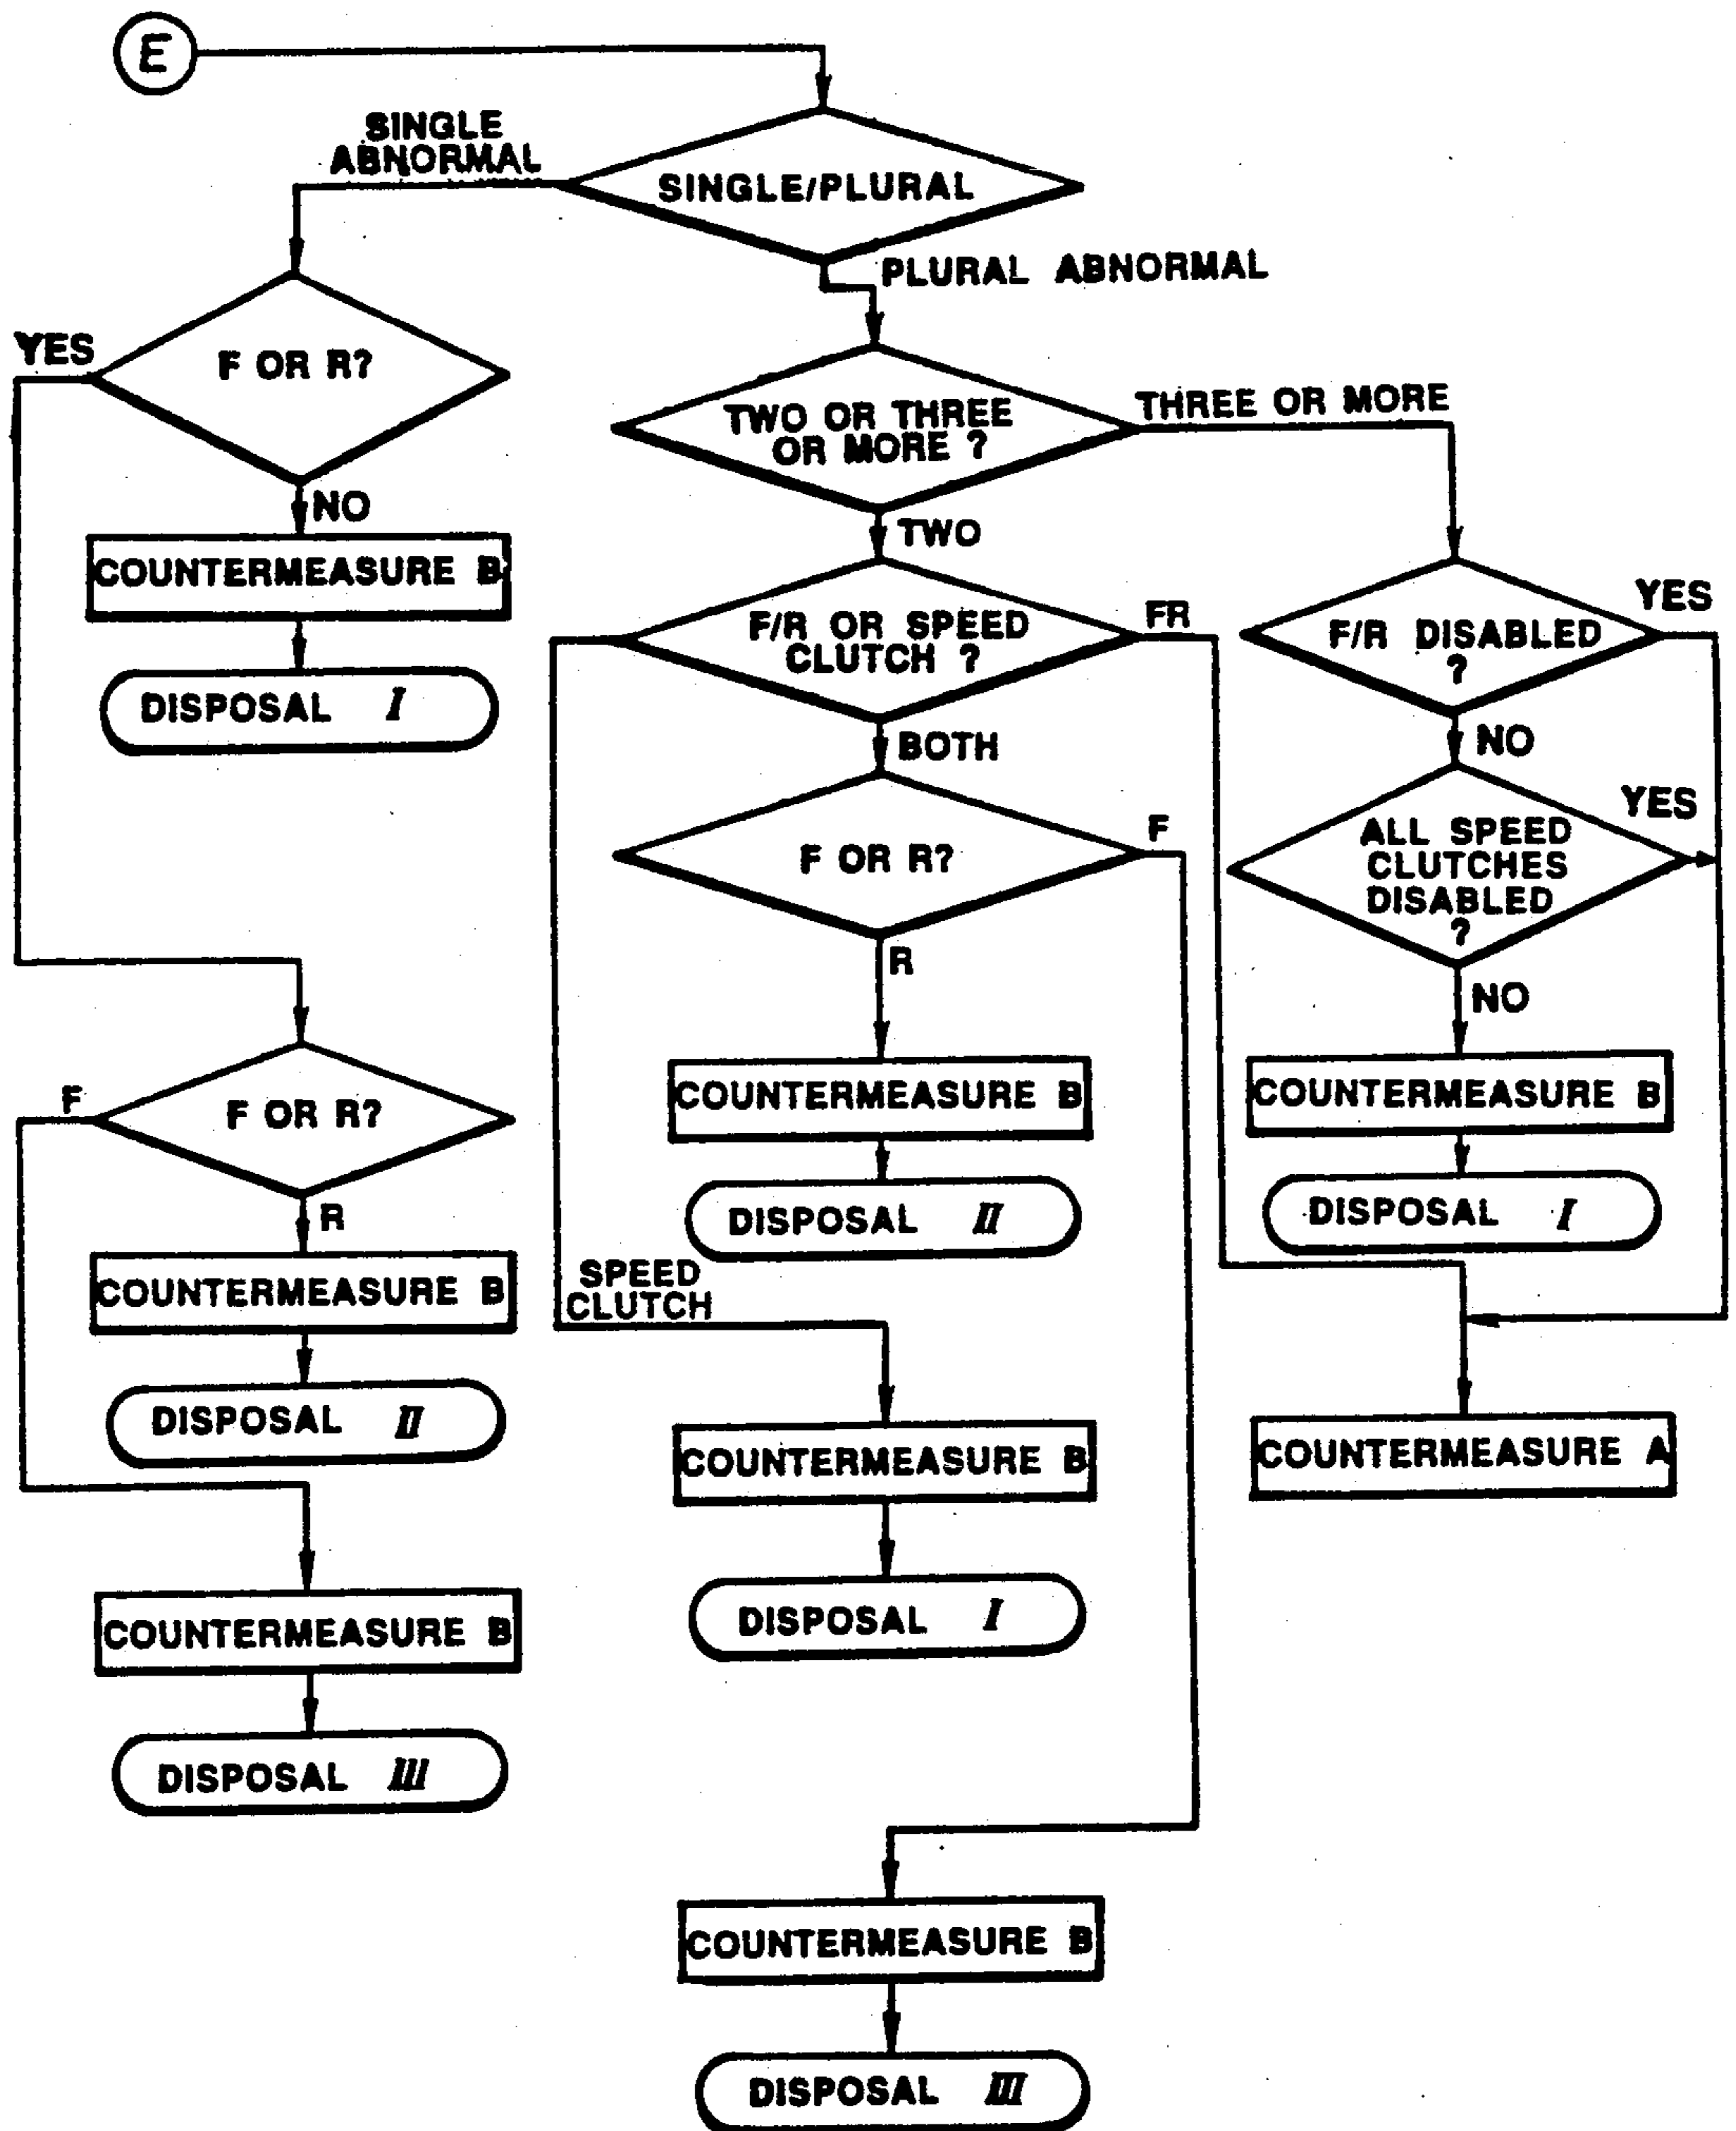 E
SINGLE
ABNORMAL
SINGLE/PLURAL
PLURAL ABNORMAL
YES
F OR R?
NO
COUNTERMEASURE B
DISPOSAL I
TWO OR THREE
OR MORE ?
THREE OR MORE
TWO
F/R OR SPEED
CLUTCH ?
FR
BOTH
F/R DISABLED
?
YES
NO
F OR R?
F
R
ALL SPEED
CLUTCHES
DISABLED
?
YES
NO
COUNTERMEASURE B
DISPOSAL II
COUNTERMEASURE B
DISPOSAL I
F
F OR R?
R
COUNTERMEASURE B
DISPOSAL II
SPEED
CLUTCH
COUNTERMEASURE B
DISPOSAL I
COUNTERMEASURE A
COUNTERMEASURE B
DISPOSAL III
COUNTERMEASURE B
DISPOSAL III